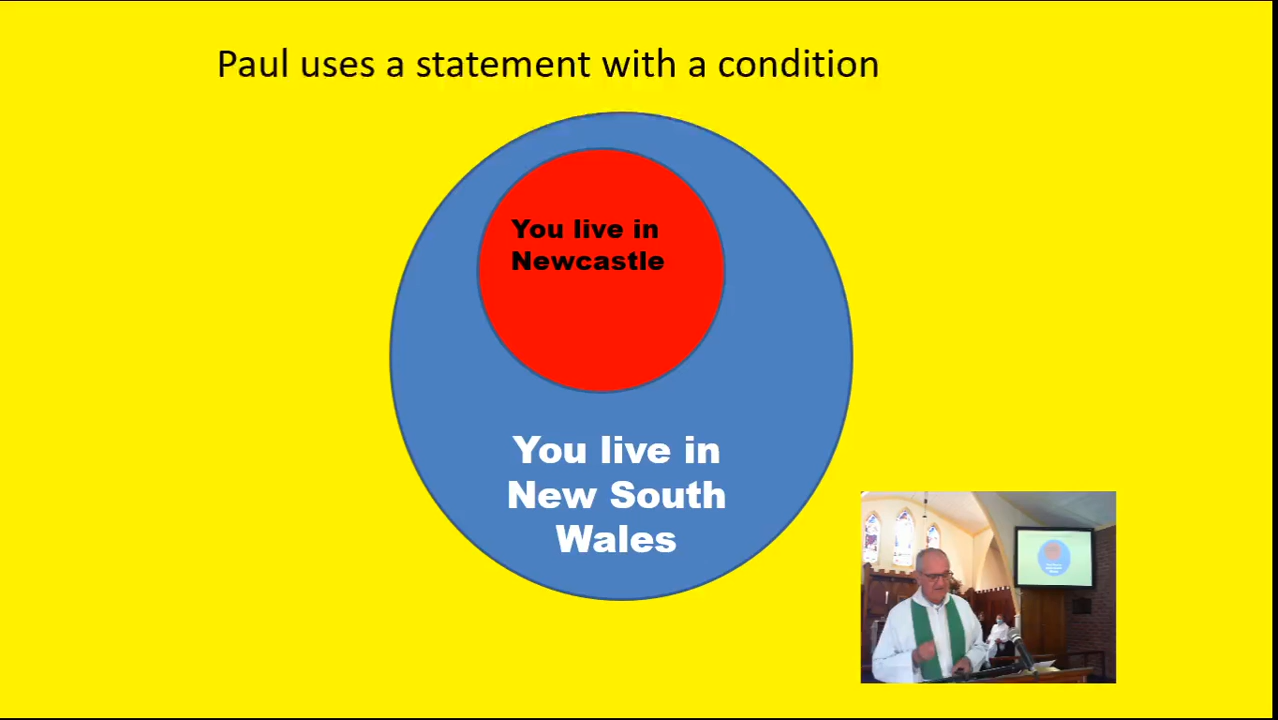 Paul uses a statement with a condition
You live in
Newcastle
You live in
New South
Wales